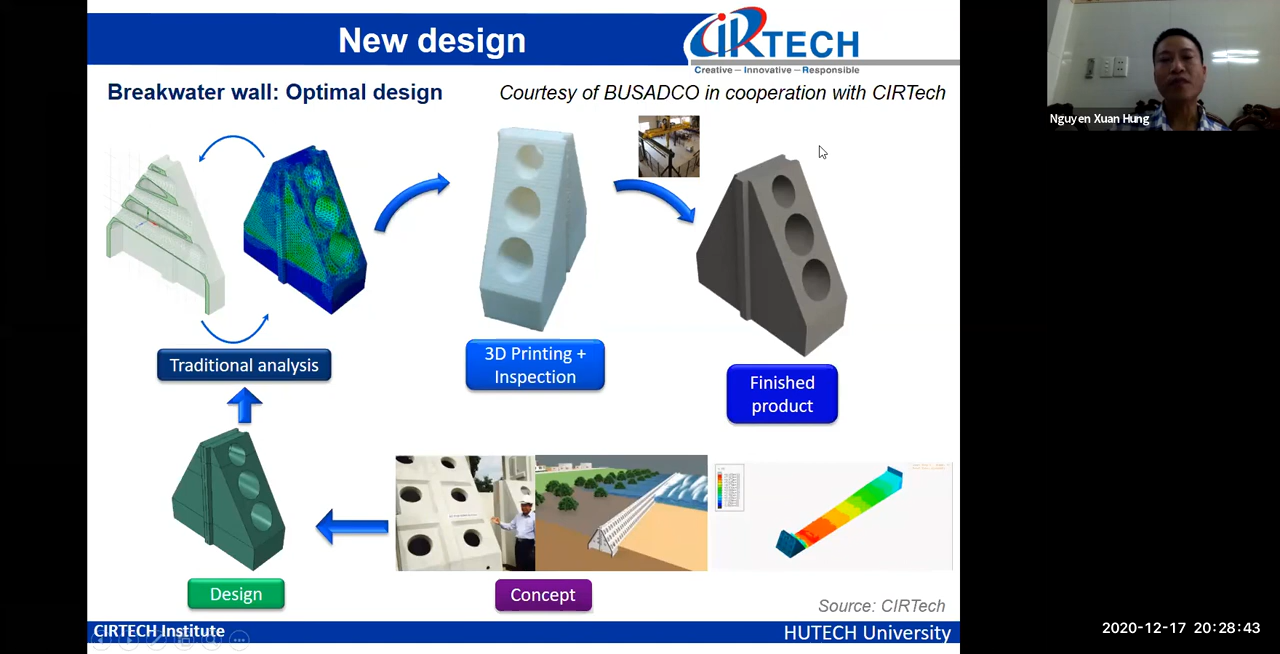 New design
CIRTECH
Creative – Innovative – Responsible
Breakwater wall: Optimal design
Courtesy of BUSADCO in cooperation with CIRTech
Nguyen Xuan Hung
Traditional analysis
3D Printing +
Inspection
Finished
product
Design
Concept
Source: CIRTech
CIRTECH Institute
HUTECH University
2020-12-17 20:28:43